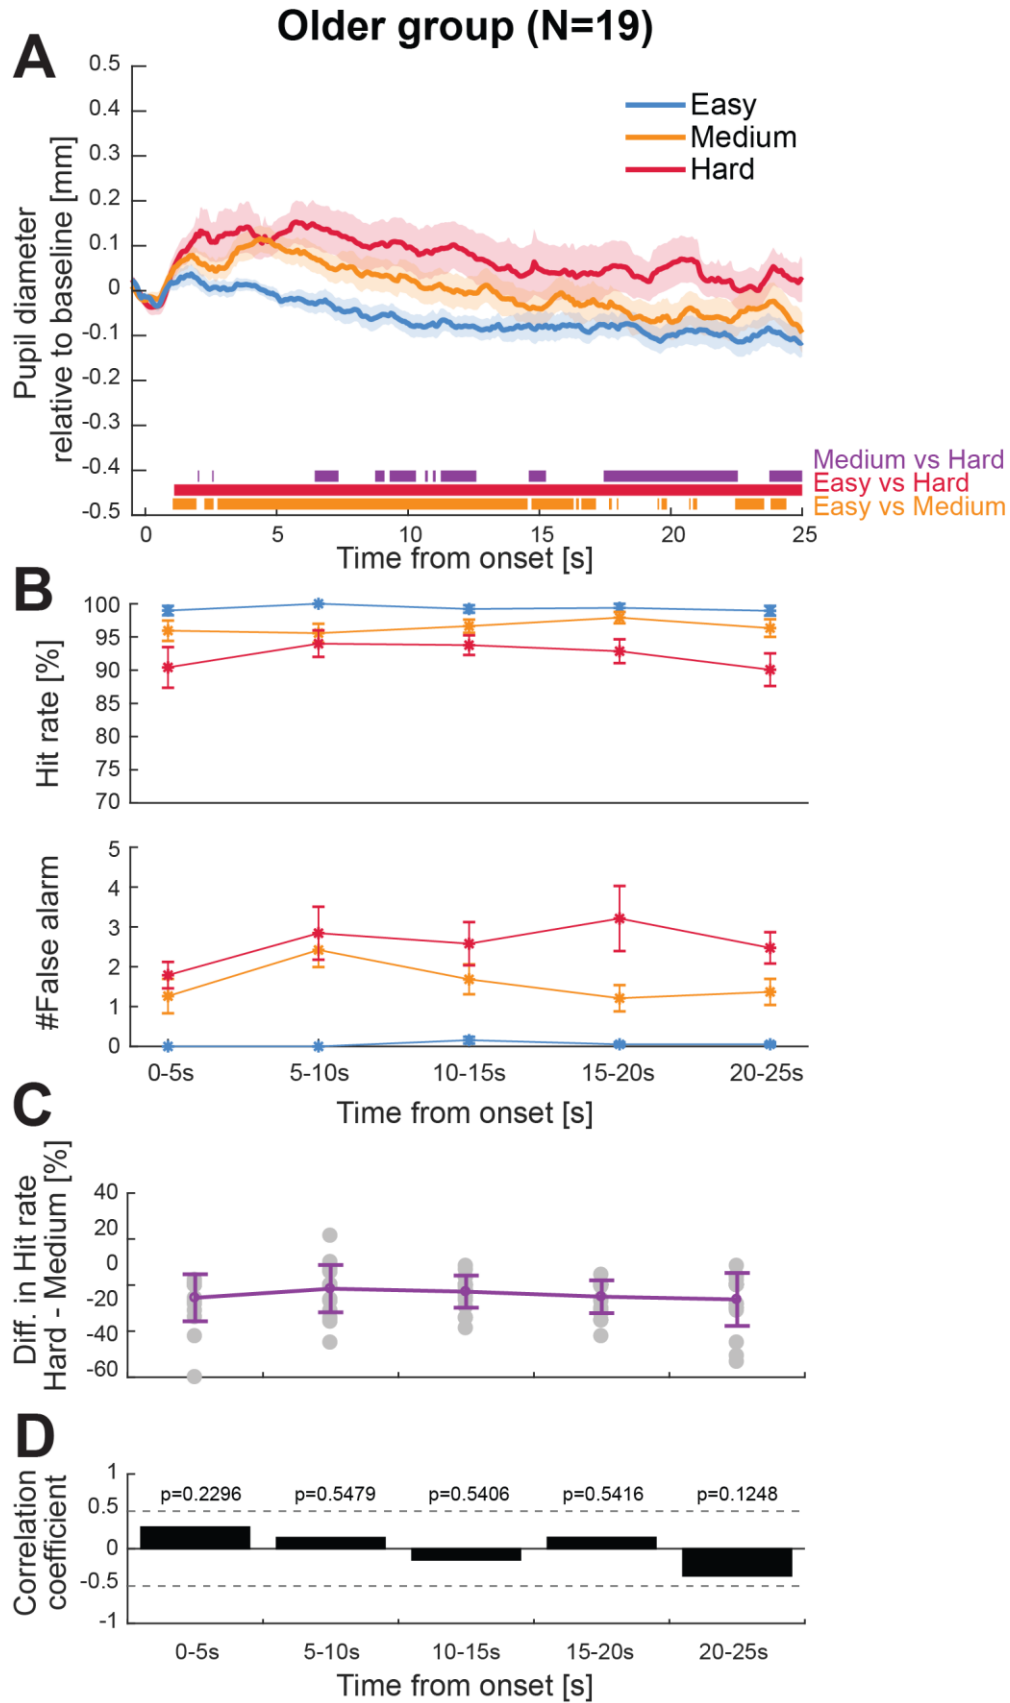 Older group (N=19)
A
Pupil diameter
relative to baseline [mm]
0.5
0.4
0.3
0.2
0.1
0
-0.1
-0.2
-0.3
-0.4
-0.5
Easy
Medium
Hard
Medium vs Hard
Easy vs Hard
Easy vs Medium
0 5 10 15 20 25
Time from onset [s]
B
Hit rate [%]
100
95
90
85
80
75
70
#False alarm
5
4
3
2
1
0
0-5s 5-10s 10-15s 15-20s 20-25s
Time from onset [s]
C
Diff. in Hit rate
Hard - Medium [%]
40
20
0
-20
-40
-60
D
Correlation
coefficient
1
0.5
0
-0.5
-1
p=0.2296 p=0.5479 p=0.5406 p=0.5416 p=0.1248
0-5s 5-10s 10-15s 15-20s 20-25s
Time from onset [s]